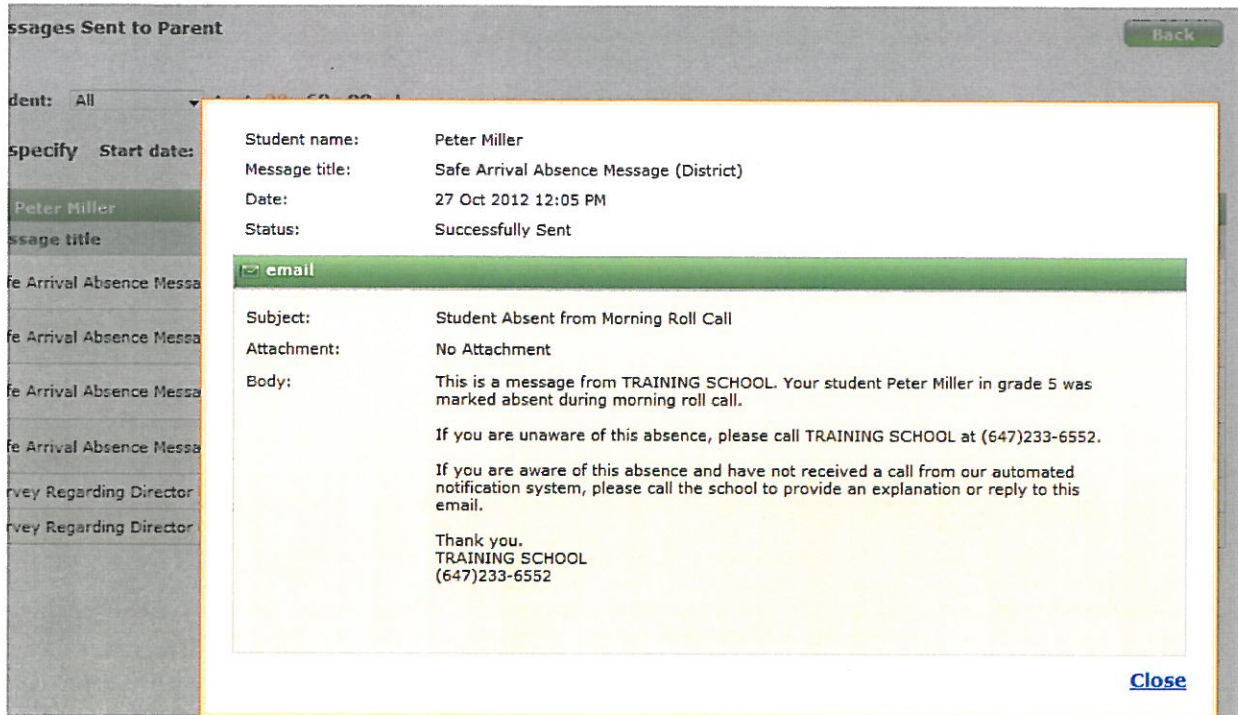 ssages Sent to Parent
Back
dent: All
specify Start date:
Peter Miller
ssage title
fe Arrival Absence Messa
fe Arrival Absence Messa
fe Arrival Absence Messa
fe Arrival Absence Messa
rvey Regarding Director
rvey Regarding Director
Student name: Peter Miller
Message title: Safe Arrival Absence Message (District)
Date: 27 Oct 2012 12:05 PM
Status: Successfully Sent
email
Subject: Student Absent from Morning Roll Call
Attachment: No Attachment
Body: This is a message from TRAINING SCHOOL. Your student Peter Miller in grade 5 was
marked absent during morning roll call.
If you are unaware of this absence, please call TRAINING SCHOOL at (647)233-6552.
If you are aware of this absence and have not received a call from our automated
notification system, please call the school to provide an explanation or reply to this
email.
Thank you.
TRAINING SCHOOL
(647)233-6552
Close